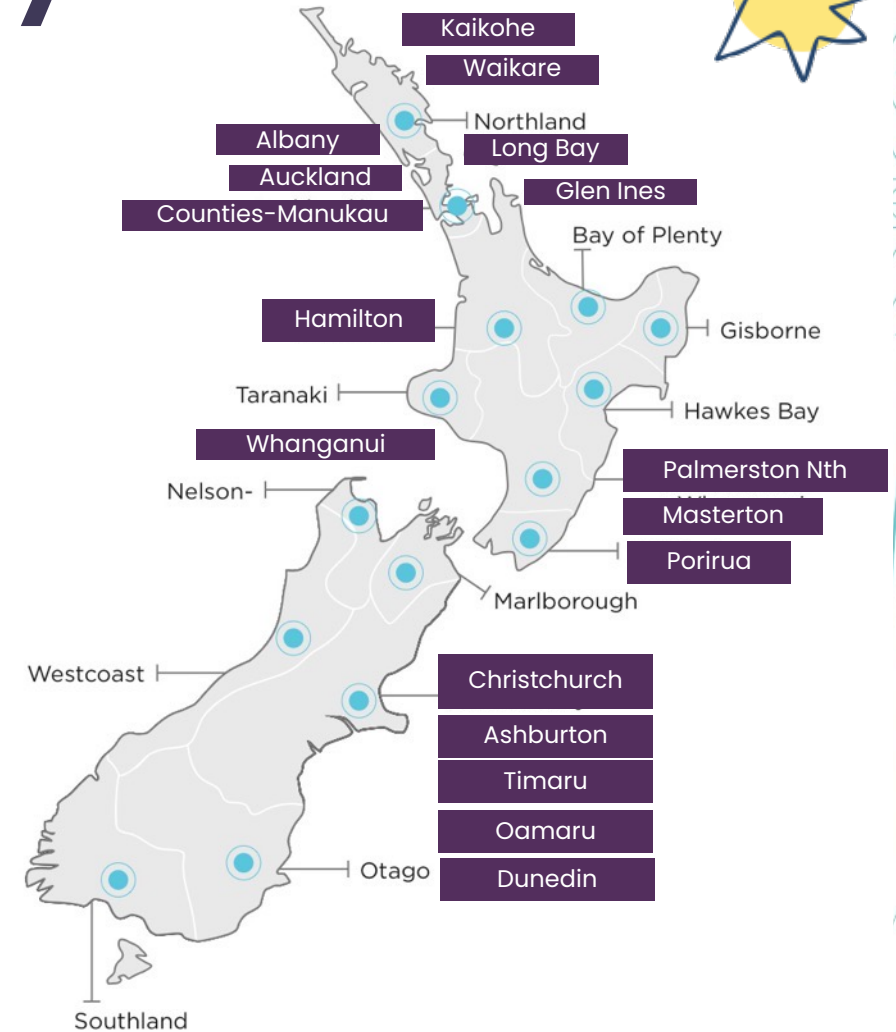 Kaikohe
Waikare
Northland
Albany
Long Bay
Auckland
Glen Ines
Counties-Manukau
Bay of Plenty
Hamilton
Gisborne
Taranaki
Hawkes Bay
Whanganui
Palmerston Nth
Nelson-
Masterton
Porirua
Marlborough
Westcoast
Christchurch
Ashburton
Timaru
Oamaru
Otago
Dunedin
Southland